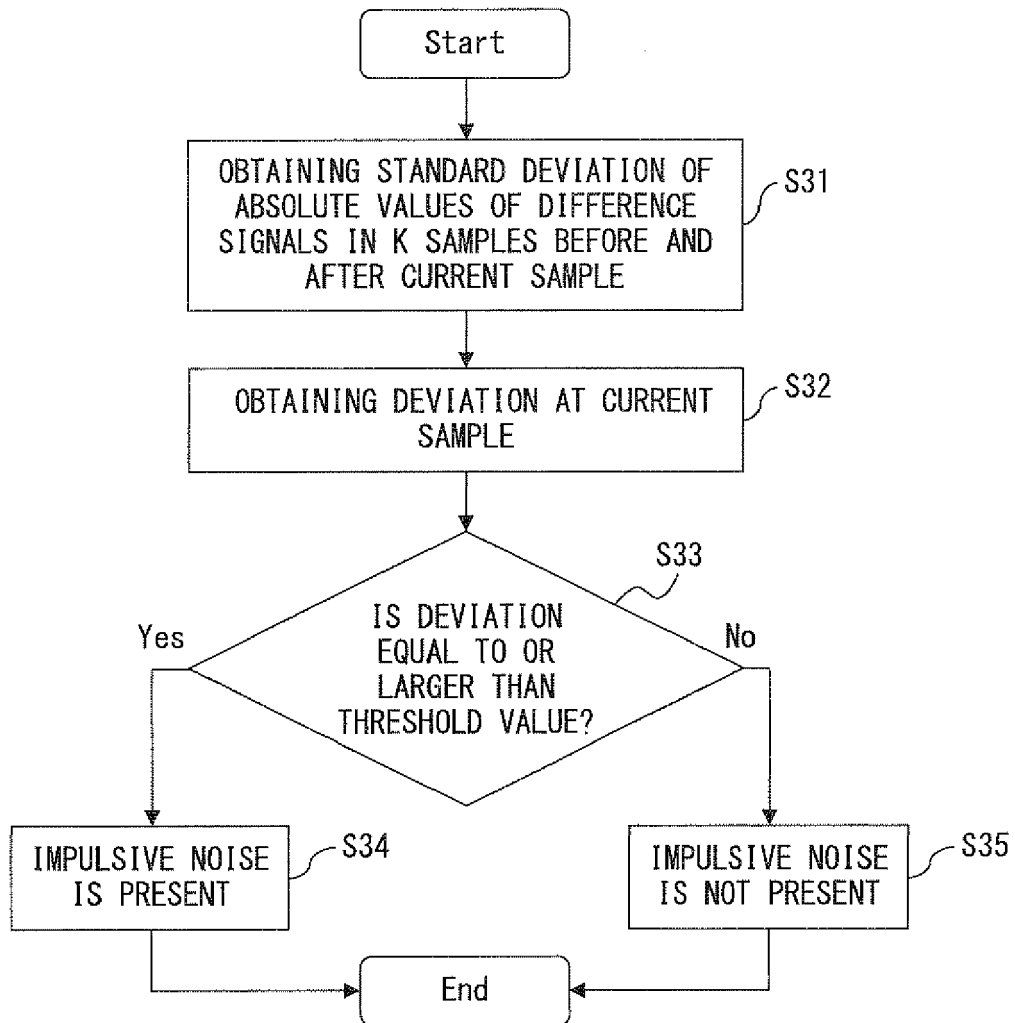 Start
OBTAINING STANDARD DEVIATION OF
ABSOLUTE VALUES OF DIFFERENCE
SIGNALS IN K SAMPLES BEFORE AND
AFTER CURRENT SAMPLE
S31
OBTAINING DEVIATION AT CURRENT
SAMPLE
S32
S33
IS DEVIATION
EQUAL TO OR
LARGER THAN
THRESHOLD VALUE?
Yes
No
IMPULSIVE NOISE
IS PRESENT
S34
IMPULSIVE NOISE
IS NOT PRESENT
S35
End